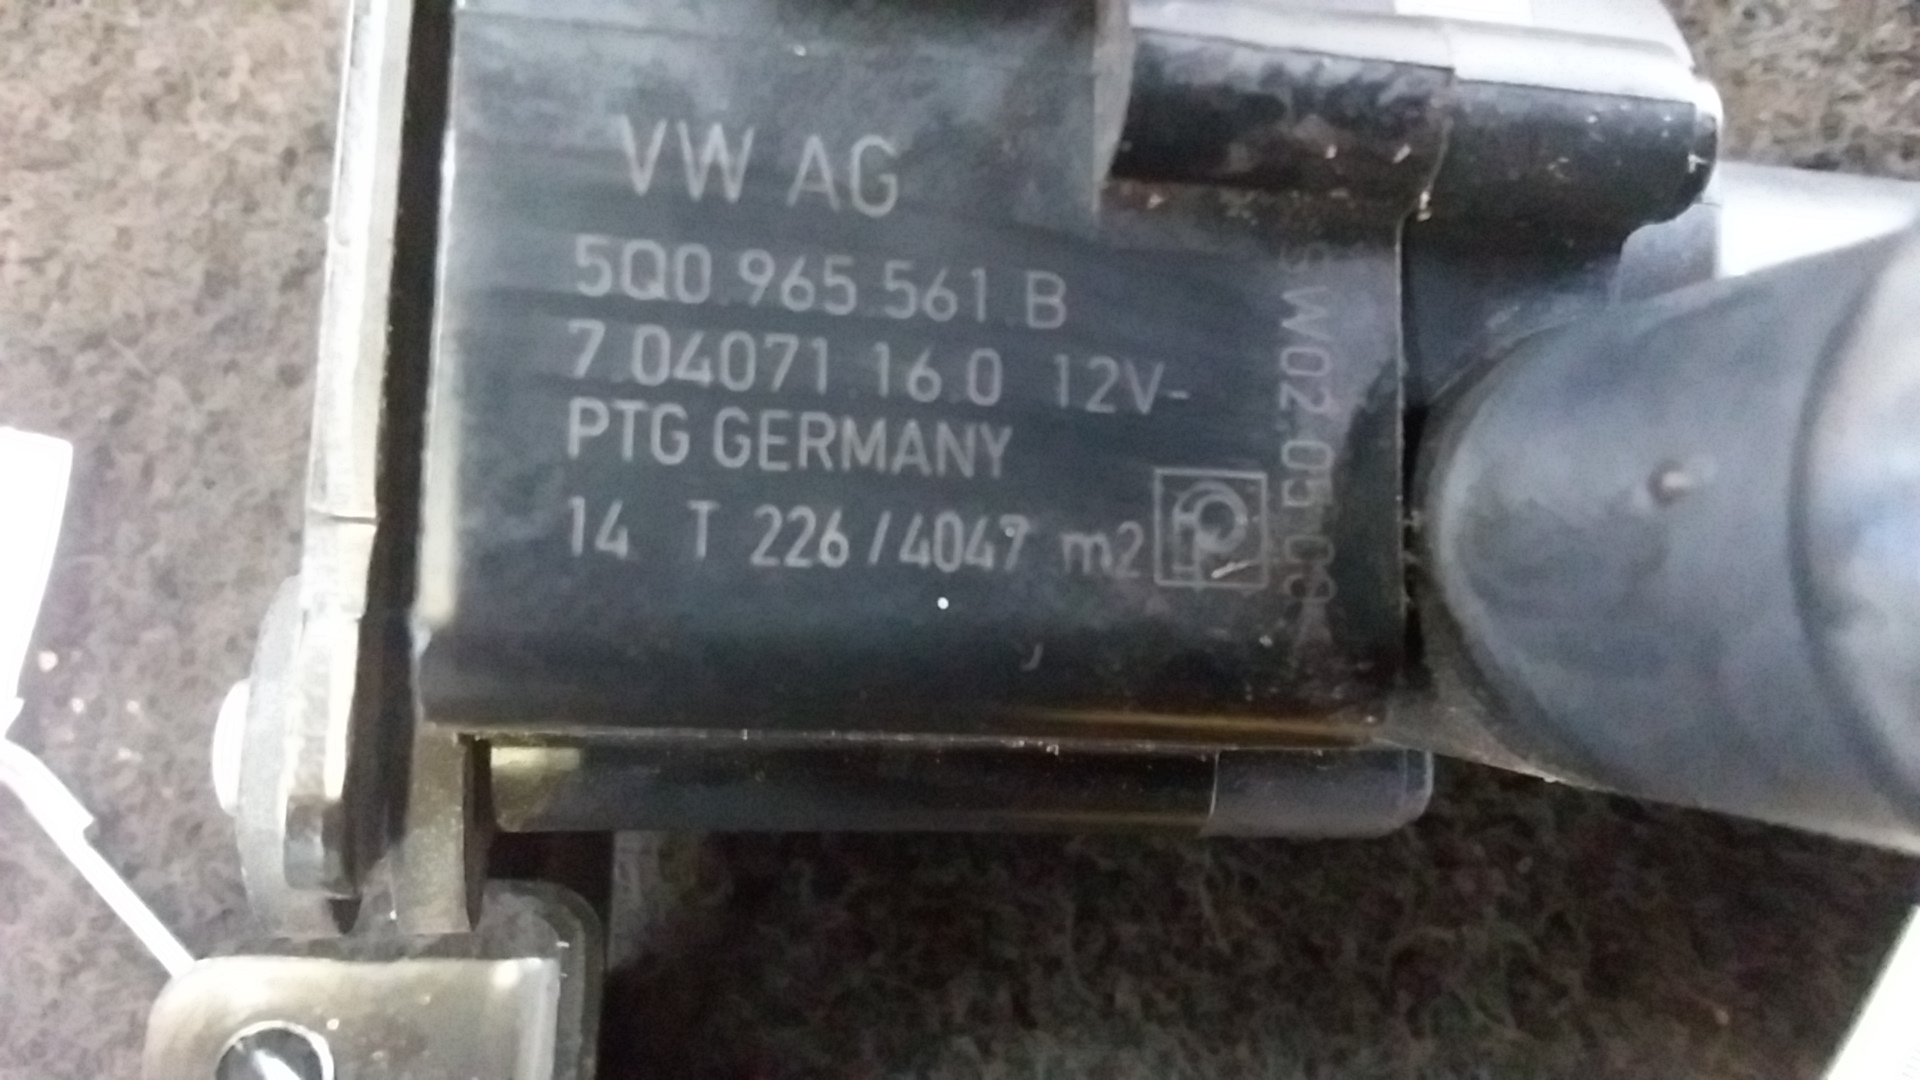 VW AG
5Q0.965.561.B
7.04071.16.0 12V-
PTG GERMANY
14 T 226/4047 m2